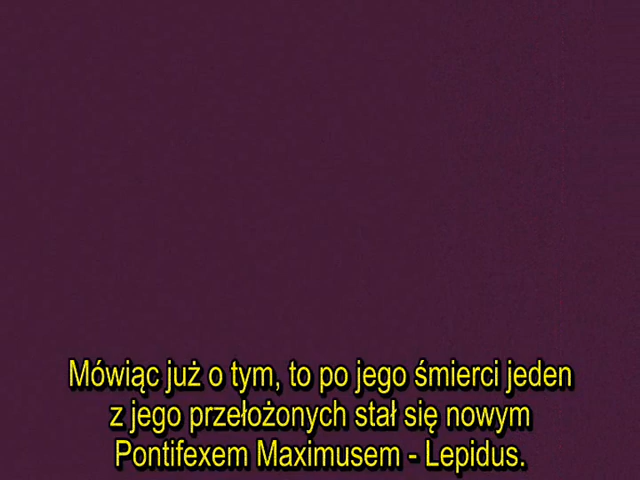 Mówiąc już o tym, to po jego śmierci jeden
z jego przełożonych stał się nowym
Pontifexem Maximusem - Lepidus.